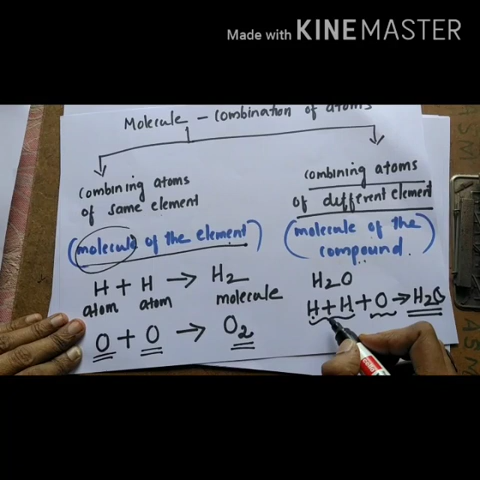 Made with KINEMASTER
Molecule - Combination of atoms
Combining atoms
of same element
(molecule of the element)
H + H → H2
atom atom molecule
O + O → O2
combining atoms
of different element
(molecule of the
compound)
H2O
H + H + O → H2O